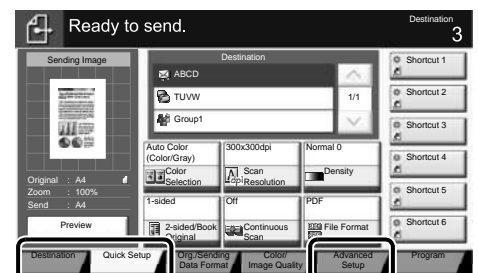 Ready to send.
Destination
3
Sending Image
Original : A4
Zoom : 100%
Send : A4
Preview
Destination
ABCD
TUVW
Group1
1/1
Auto Color
(Color/Gray)
Color
Selection
300x300dpi
Scan
Resolution
Normal 0
Density
1-sided
2-sided/Book
Original
Off
Continuous
Scan
PDF
File Format
Shortcut 1
Shortcut 2
Shortcut 3
Shortcut 4
Shortcut 5
Shortcut 6
Destination
Quick Setup
Org./Sending
Data Format
Color/
Image Quality
Advanced
Setup
Program